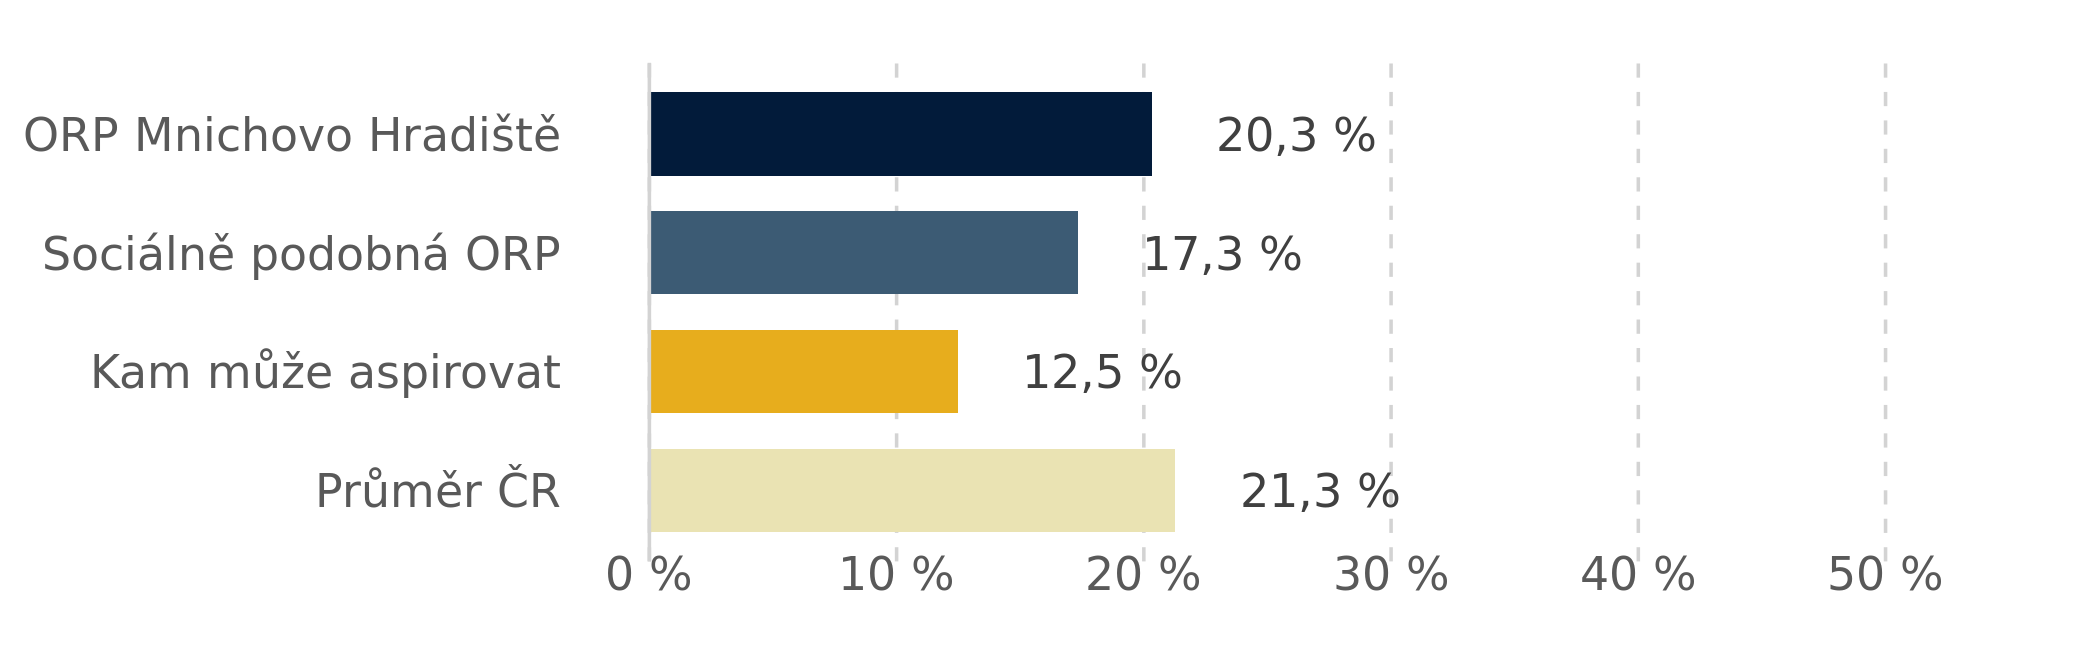 ORP Mnichovo Hradiště 20,3 %
Sociálně podobná ORP 17,3 %
Kam může aspirovat 12,5 %
Průměr ČR 21,3 %
0 % 10 % 20 % 30 % 40 % 50 %